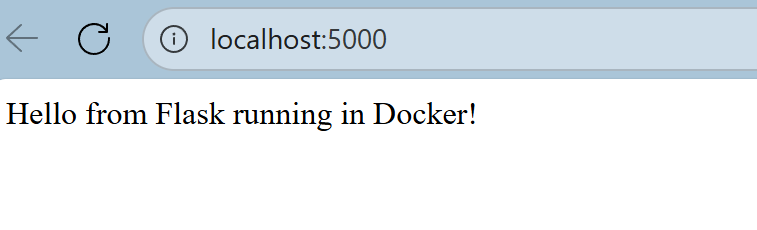 localhost:5000
Hello from Flask running in Docker!